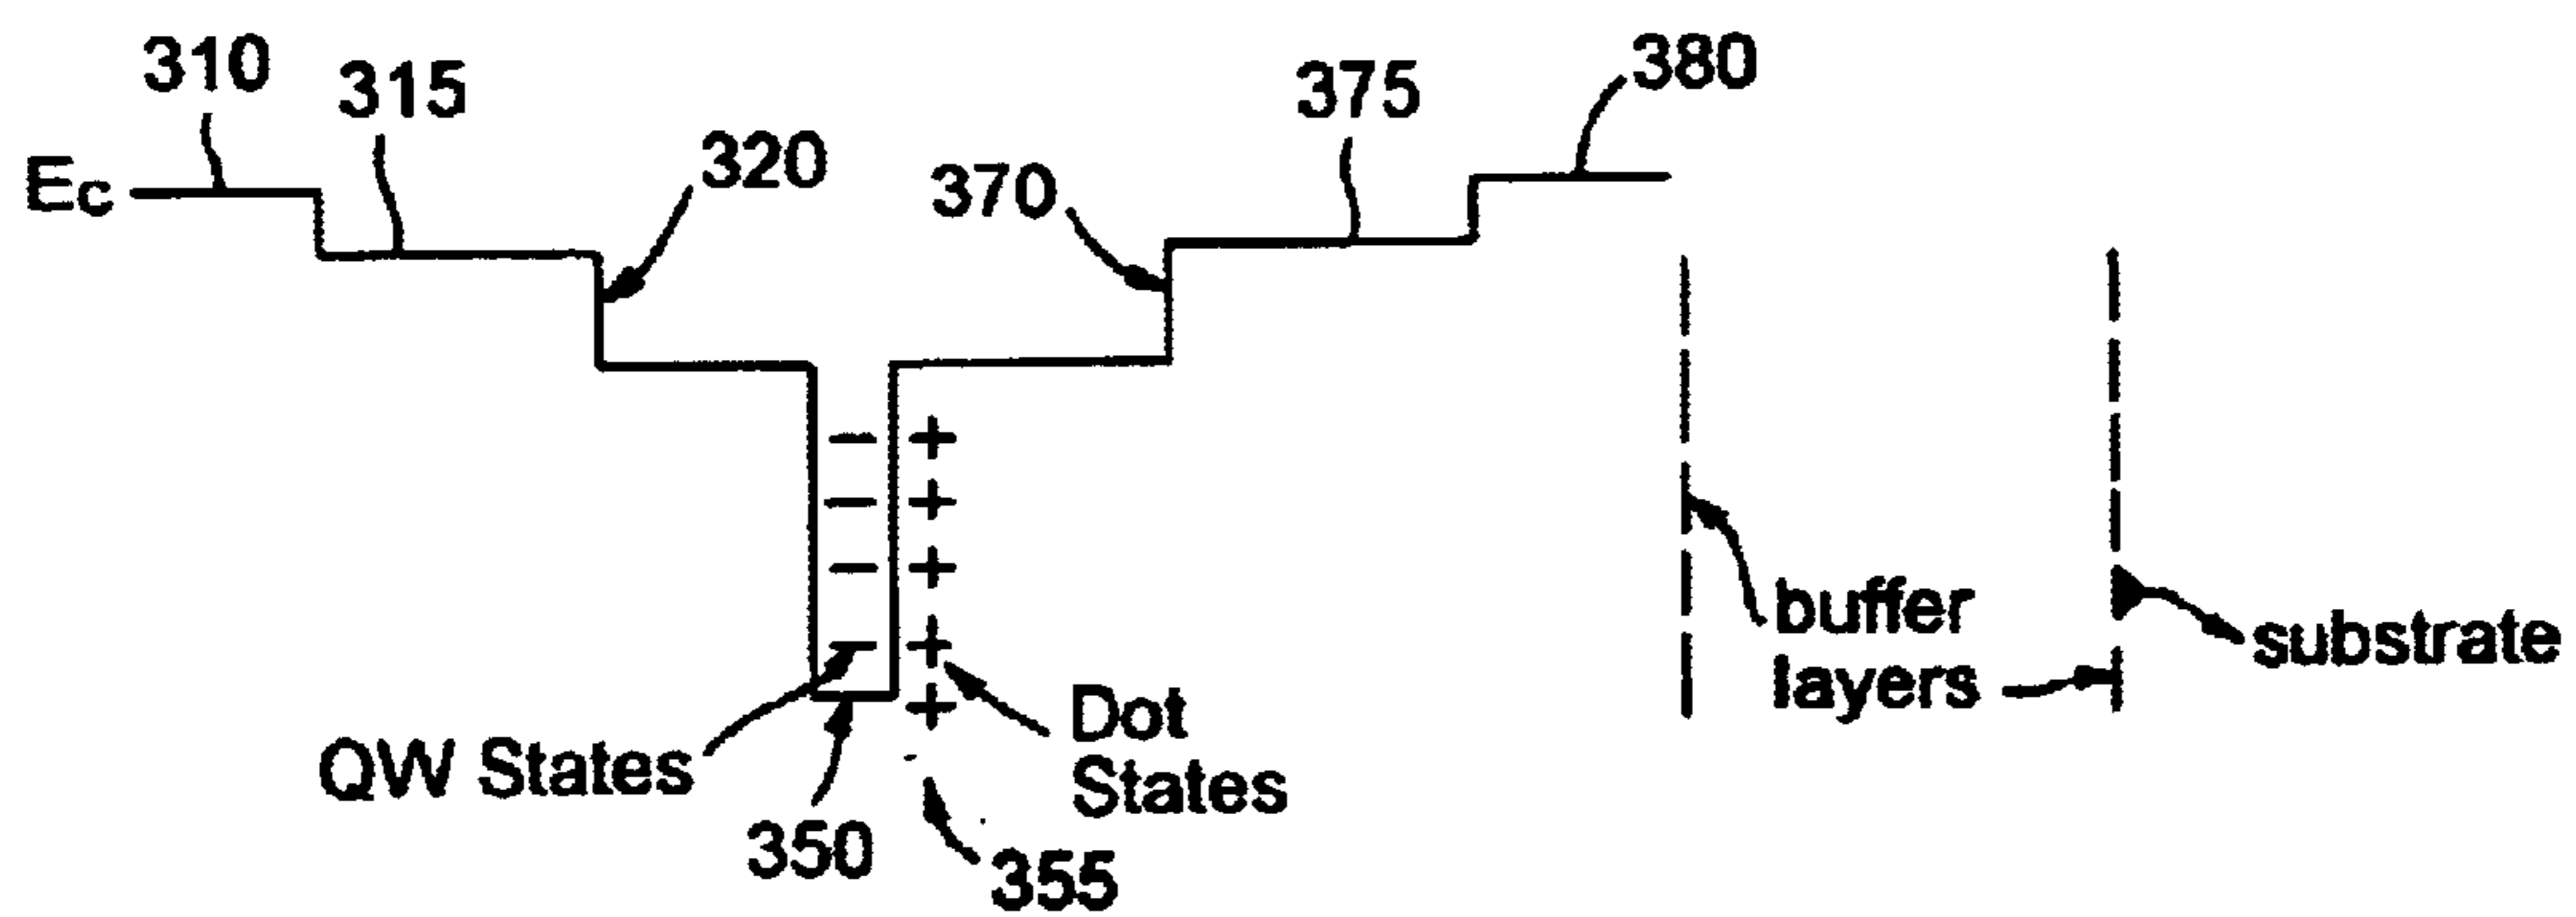 310
315
320
370
375
380
Ec
buffer
layers
substrate
QW States
Dot
States
350
355